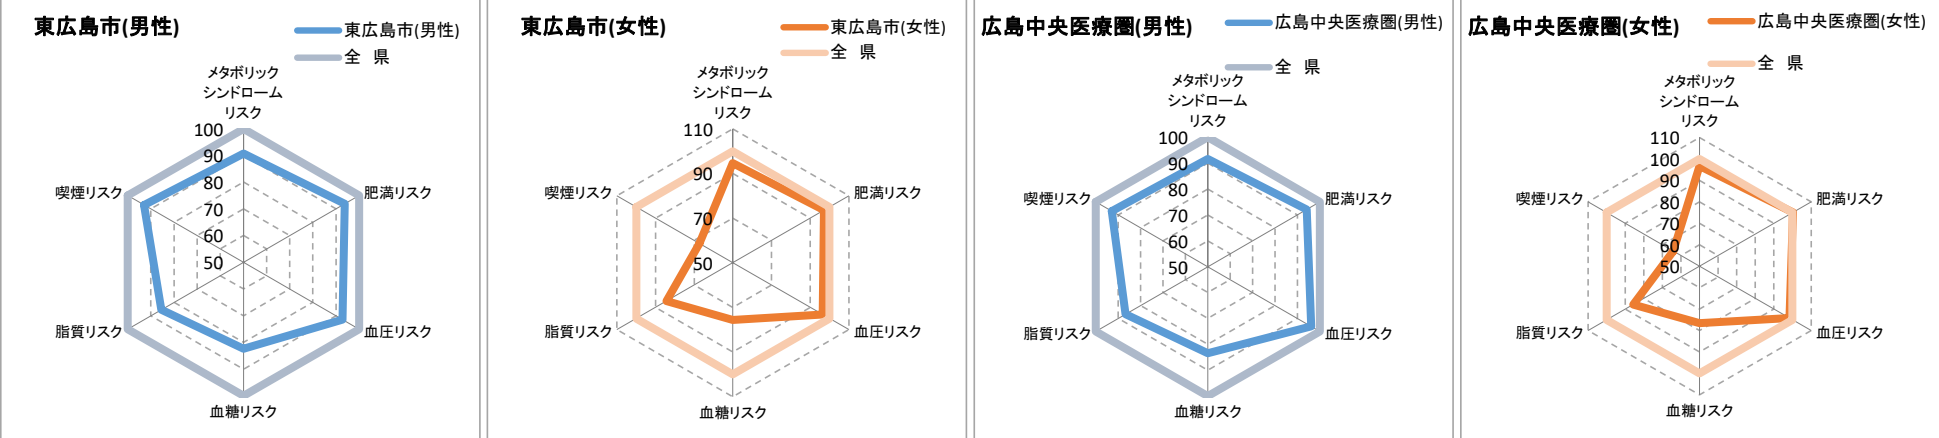 東広島市(男性)
東広島市(男性)
全　県
メタボリック
シンドローム
リスク
肥満リスク
血圧リスク
血糖リスク
脂質リスク
喫煙リスク
100
90
80
70
60
50
東広島市(女性)
東広島市(女性)
全　県
メタボリック
シンドローム
リスク
肥満リスク
血圧リスク
血糖リスク
脂質リスク
喫煙リスク
110
90
70
50
広島中央医療圏(男性)
広島中央医療圏(男性)
全　県
メタボリック
シンドローム
リスク
肥満リスク
血圧リスク
血糖リスク
脂質リスク
喫煙リスク
100
90
80
70
60
50
広島中央医療圏(女性)
広島中央医療圏(女性)
全　県
メタボリック
シンドローム
リスク
肥満リスク
血圧リスク
血糖リスク
脂質リスク
喫煙リスク
110
100
90
80
70
60
50